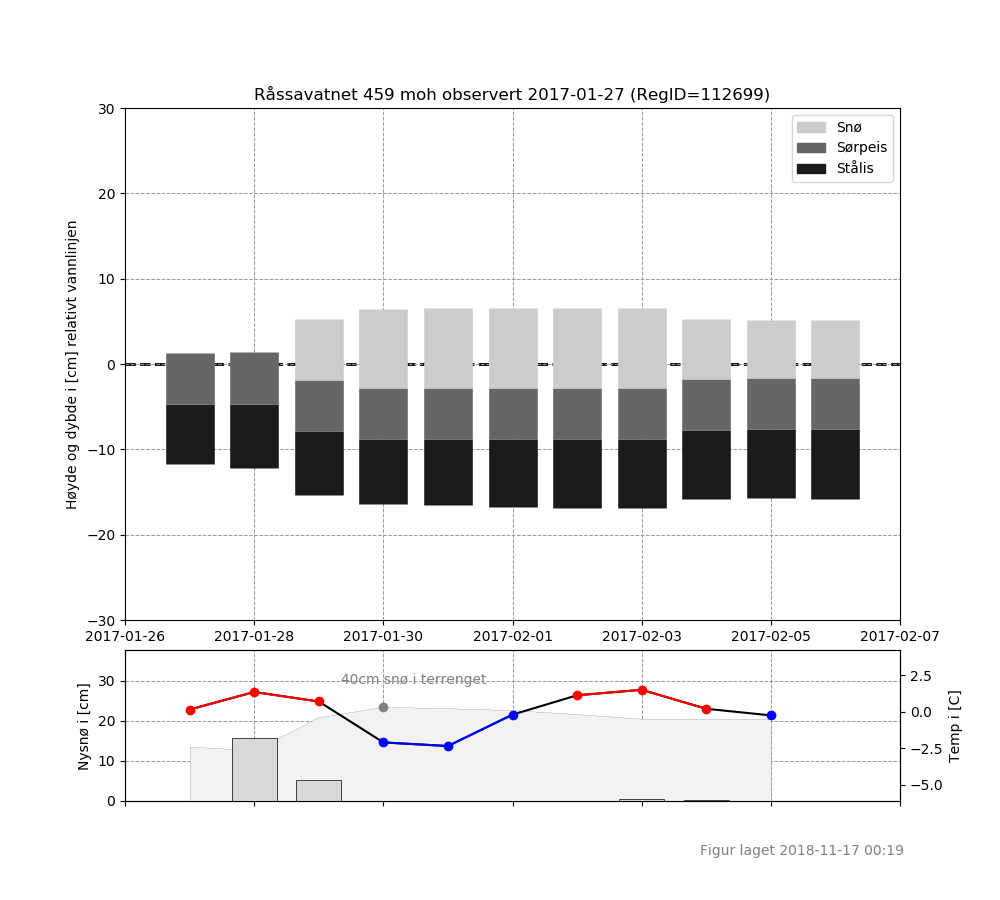 Råssavatnet 459 moh observert 2017-01-27 (RegID=112699)
30
20
10
0
−10
−20
−30
Høyde og dybde i [cm] relativt vannlinjen
Snø
Sørpeis
Stålis
2017-01-26 2017-01-28 2017-01-30 2017-02-01 2017-02-03 2017-02-05 2017-02-07
40cm snø i terrenget
30
20
10
0
Nysnø i [cm]
2.5
0.0
−2.5
−5.0
Temp i [C]
Figur laget 2018-11-17 00:19